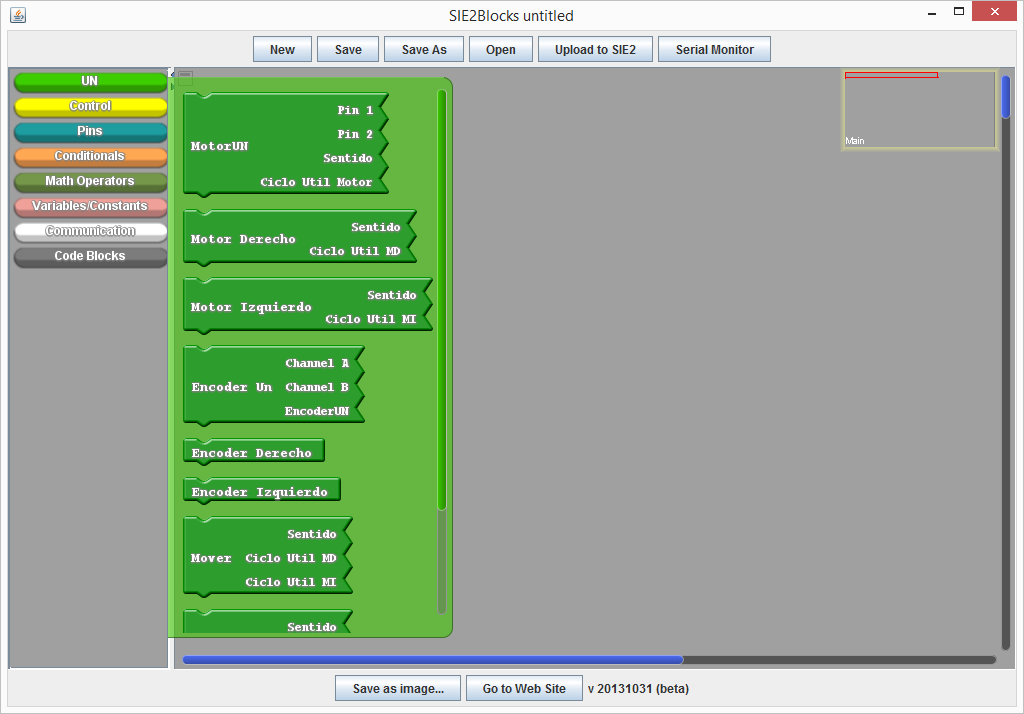 SIE2Blocks untitled
New Save Save As Open Upload to SIE2 Serial Monitor
UN
Control
Pins
Conditionals
Math Operators
Variables/Constants
Communication
Code Blocks
MotorUN
Pin 1
Pin 2
Sentido
Ciclo Util Motor
Motor Derecho
Sentido
Ciclo Util MD
Motor Izquierdo
Sentido
Ciclo Util MI
Encoder Un
Channel A
Channel B
EncoderUN
Encoder Derecho
Encoder Izquierdo
Mover
Sentido
Ciclo Util MD
Ciclo Util MI
Sentido
Main
Save as image... Go to Web Site v 20131031 (beta)